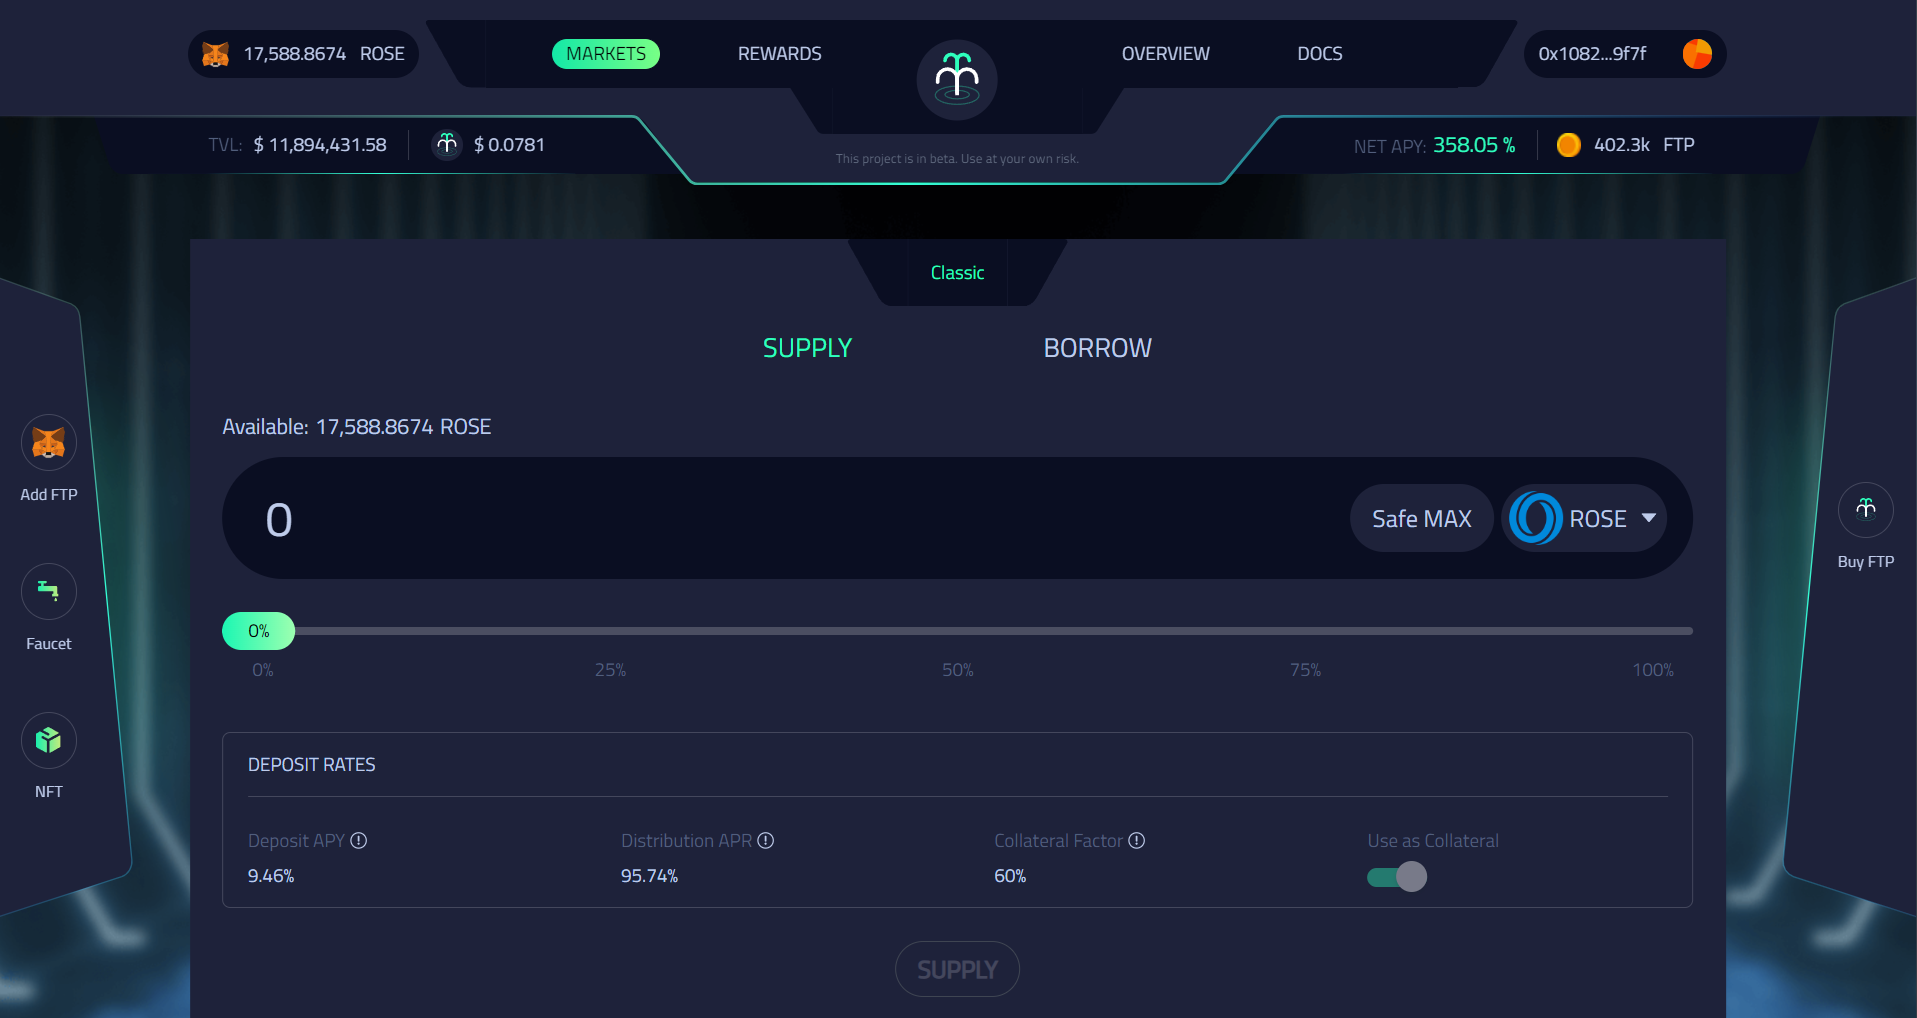 17,588.8674 ROSE
MARKETS
REWARDS
OVERVIEW
DOCS
0x1082...9f7f
TVL: $ 11,894,431.58
$ 0.0781
This project is in beta. Use at your own risk.
NET APY: 358.05 %
402.3k FTP
Classic
SUPPLY
BORROW
Available: 17,588.8674 ROSE
0
Safe MAX
ROSE
0%
0%
25%
50%
75%
100%
Add FTP
Faucet
NFT
Buy FTP
DEPOSIT RATES
Deposit APY
Distribution APR
Collateral Factor
Use as Collateral
9.46%
95.74%
60%
SUPPLY